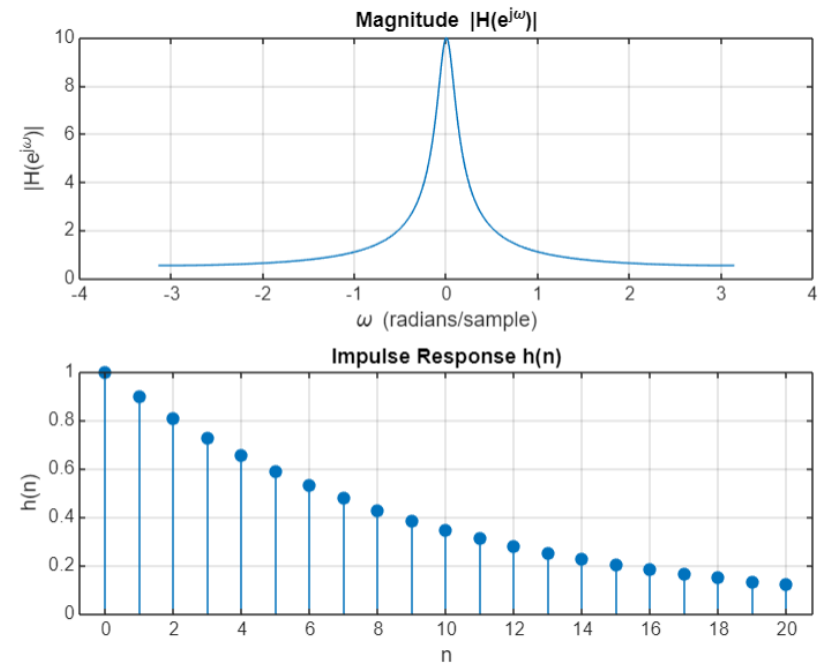 Magnitude |H(e^jω)|
10
8
6
4
2
0
|H(e^jω)|
-4 -3 -2 -1 0 1 2 3 4
ω (radians/sample)
Impulse Response h(n)
1
0.8
0.6
0.4
0.2
0
h(n)
0 2 4 6 8 10 12 14 16 18 20
n